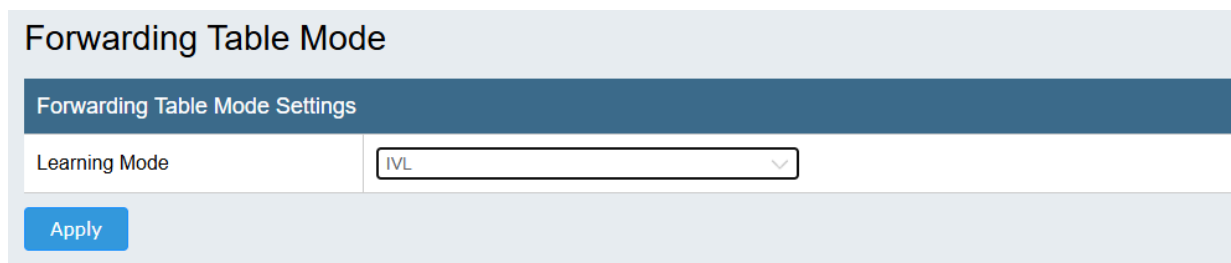 Forwarding Table Mode
Forwarding Table Mode Settings
Learning Mode
IVL
Apply